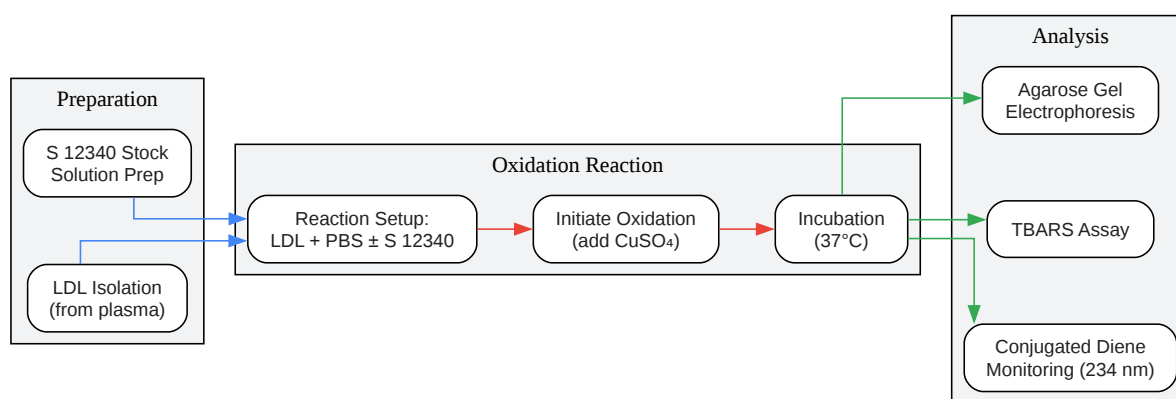 Preparation
S 12340 Stock
Solution Prep
LDL Isolation
(from plasma)
Oxidation Reaction
Reaction Setup:
LDL + PBS ± S 12340
Initiate Oxidation
(add CuSO₄)
Incubation
(37°C)
Analysis
Agarose Gel
Electrophoresis
TBARS Assay
Conjugated Diene
Monitoring (234 nm)